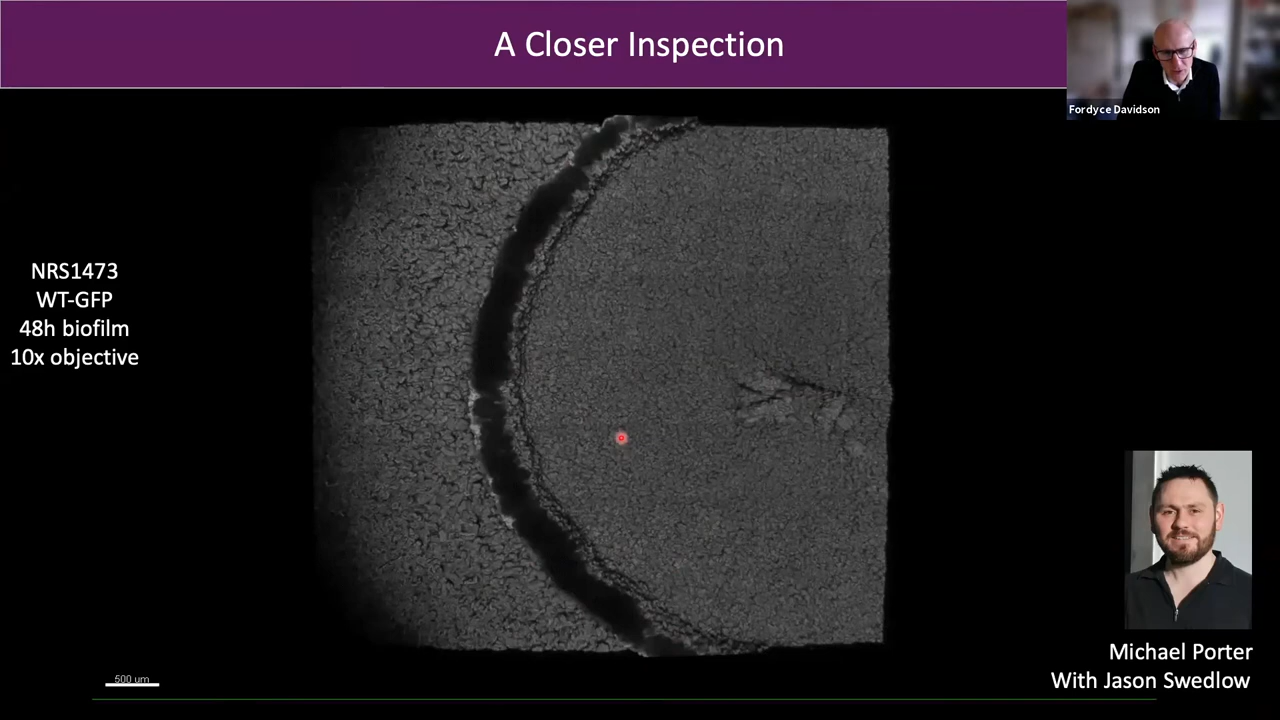 A Closer Inspection
Fordyce Davidson
NRS1473
WT-GFP
48h biofilm
10x objective
Michael Porter
With Jason Swedlow
500 um